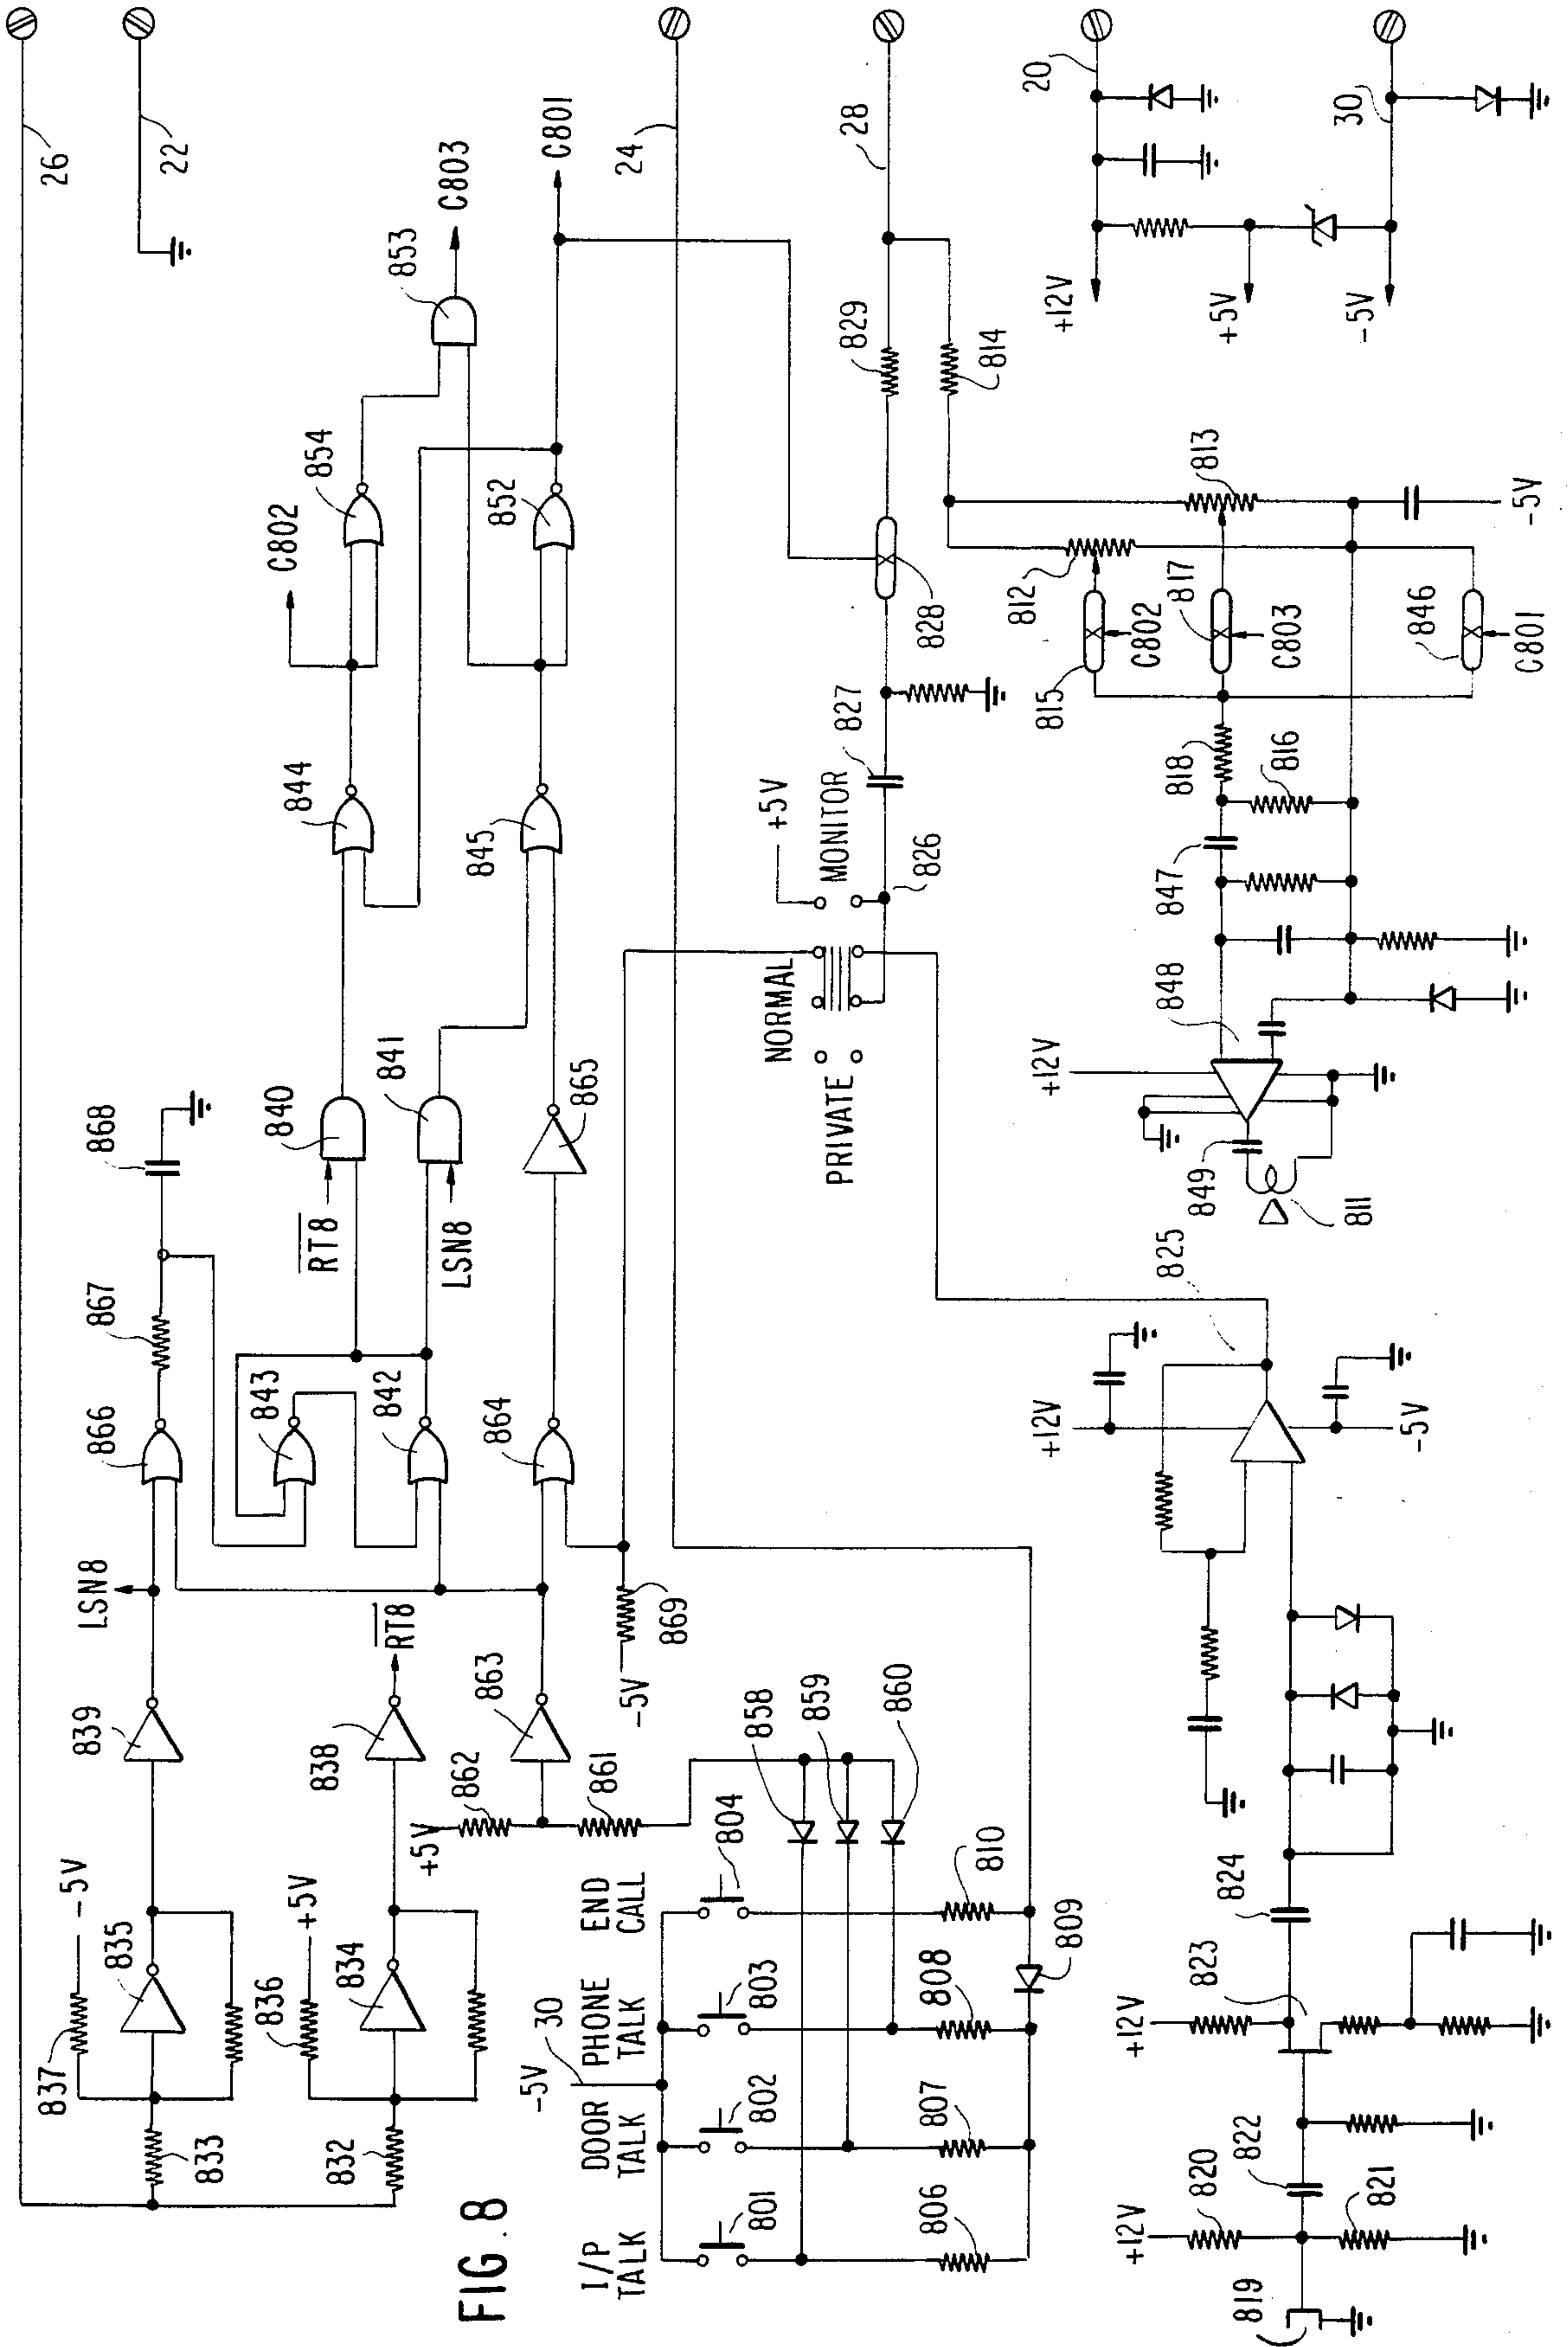 26
22
C803
C801
24
853
854
C802
852
28
20
30
+12V
+5V
-5V
829
814
813
828
812
C802
817
815
C803
846
C801
-5V
844
845
827
+5V
MONITOR
826
818
816
847
848
NORMAL
PRIVATE
+12V
849
811
868
840
841
865
RT8
LSN8
867
866
843
842
864
825
+12V
-5V
LSN8
RT8
869
-5V
839
838
863
862
861
+5V
858
859
860
804
810
809
-5V
835
837
+5V
836
834
833
832
END CALL
PHONE TALK
DOOR TALK
I/P TALK
-5V
30
803
802
801
808
807
806
824
823
+12V
822
820
821
+12V
819
FIG.8